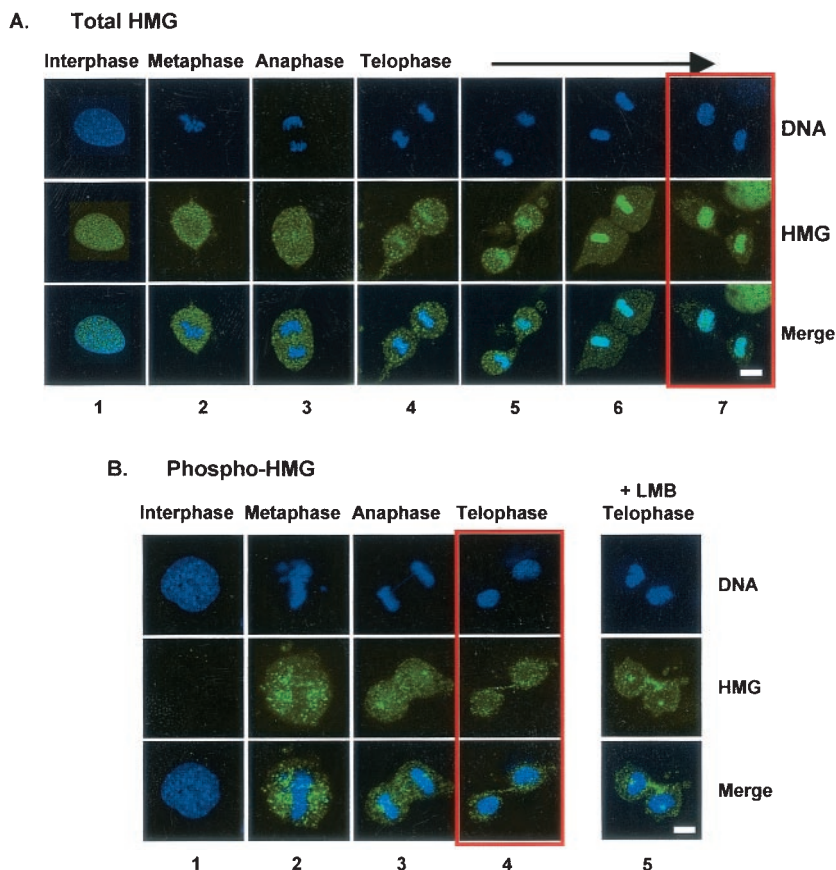 A. Total HMG
Interphase Metaphase Anaphase Telophase
DNA
HMG
Merge
1 2 3 4 5 6 7
B. Phospho-HMG
+ LMB
Interphase Metaphase Anaphase Telophase Telophase
DNA
HMG
Merge
1 2 3 4 5